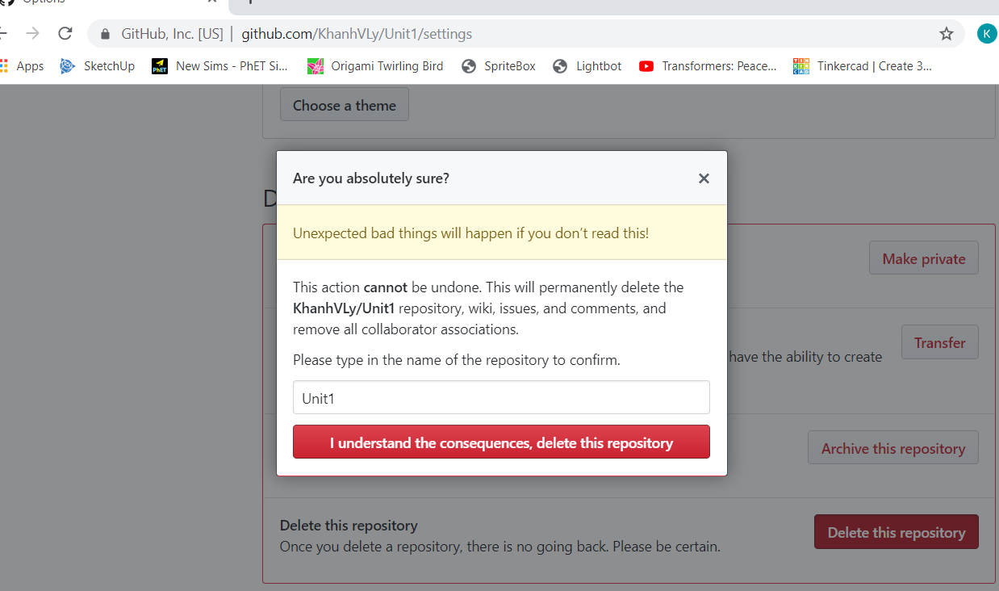 Options
GitHub, Inc. [US] | github.com/KhanhVLy/Unit1/settings
K
Apps SketchUp PhET New Sims - PhET Si... Origami Twirling Bird SpriteBox Lightbot Transformers: Peace... Tinkercad | Create 3...
Choose a theme
Are you absolutely sure?
D
Unexpected bad things will happen if you don’t read this!
Make private
This action cannot be undone. This will permanently delete the
KhanhVLy/Unit1 repository, wiki, issues, and comments, and
remove all collaborator associations.
Transfer
have the ability to create
Please type in the name of the repository to confirm.
Unit1
I understand the consequences, delete this repository
Archive this repository
Delete this repository
Once you delete a repository, there is no going back. Please be certain.
Delete this repository